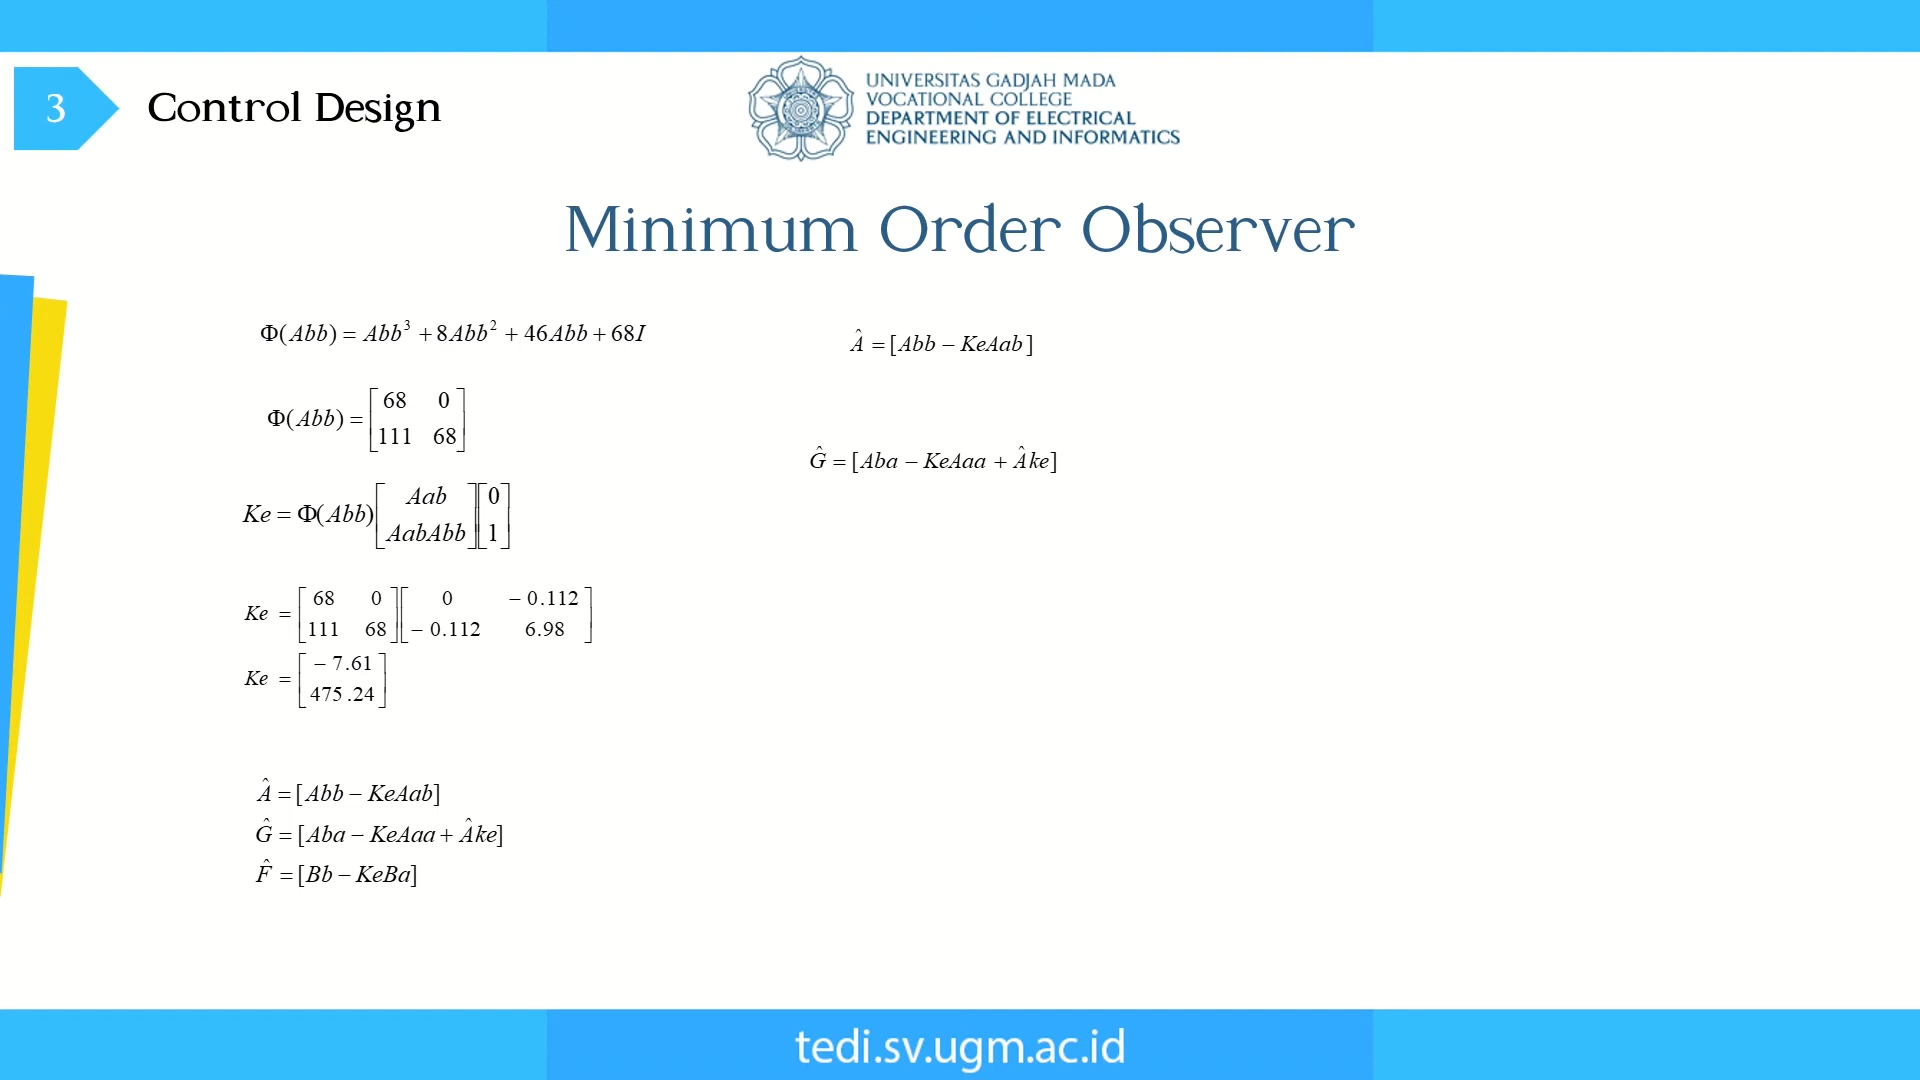 3
Control Design
UNIVERSITAS GADJAH MADA
VOCATIONAL COLLEGE
DEPARTMENT OF ELECTRICAL
ENGINEERING AND INFORMATICS
Minimum Order Observer
Φ(Abb) = Abb³ + 8Abb² + 46Abb + 68I
Φ(Abb) = [68 0
111 68]
Ke = Φ(Abb)[Aab
AabAbb][0
1]
Ke = [68 0
111 68][0 −0.112
−0.112 6.98]
Ke = [−7.61
475.24]
Â = [Abb − KeAab]
Ĝ = [Aba − KeAaa + Âke]
F̂ = [Bb − KeBa]
Â = [Abb − KeAab]
Ĝ = [Aba − KeAaa + Âke]
tedi.sv.ugm.ac.id